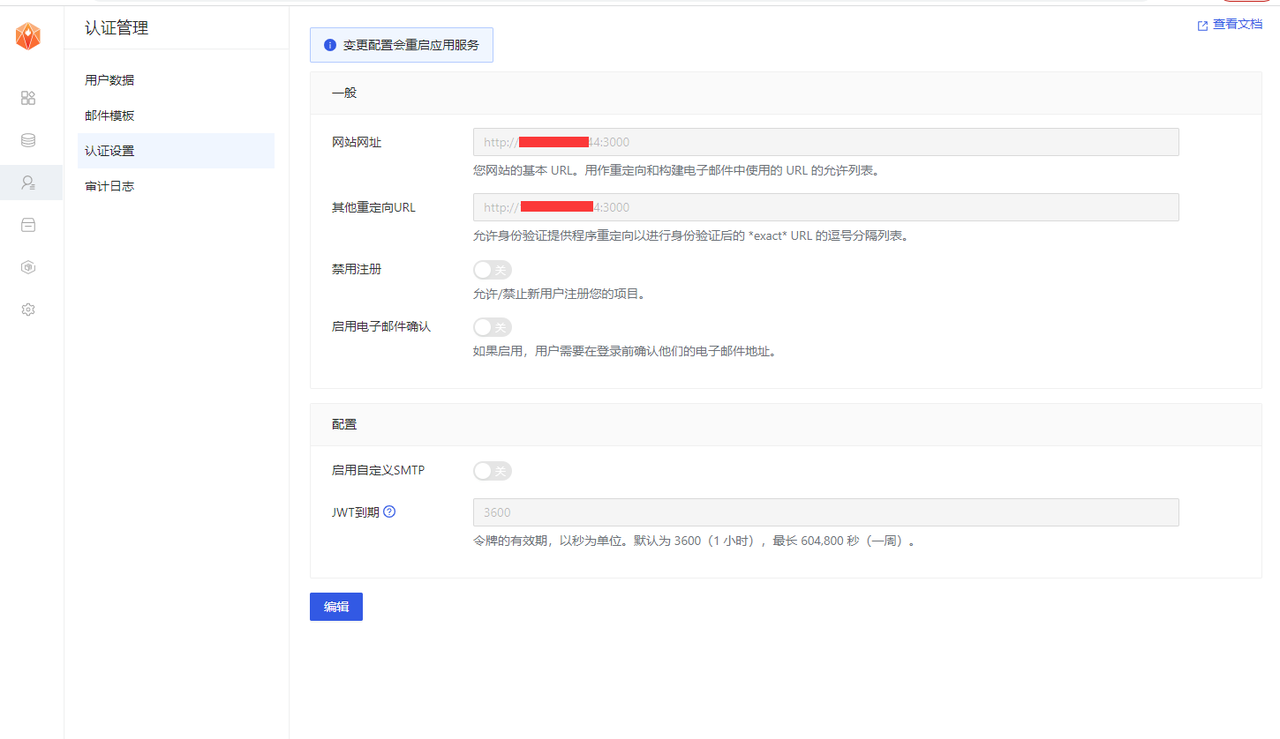 认证管理
查看文档
变更配置会重启应用服务
用户数据
邮件模板
认证设置
审计日志
一般
网站网址
http:// 44:3000
您网站的基本 URL。用作重定向和构建电子邮件中使用的 URL 的允许列表。
其他重定向URL
http:// 4:3000
允许身份验证提供程序重定向以进行身份验证后的 *exact* URL 的逗号分隔列表。
禁用注册
关
允许/禁止新用户注册您的项目。
启用电子邮件确认
关
如果启用，用户需要在登录前确认他们的电子邮件地址。
配置
启用自定义SMTP
关
JWT到期
3600
令牌的有效期，以秒为单位。默认为 3600（1 小时），最长 604,800 秒（一周）。
编辑